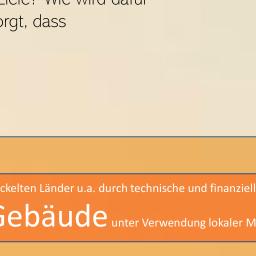 Ziele? Wie wird dafür
orgt, dass
ckelten Länder u.a. durch technische und finanziell
Gebäude unter Verwendung lokaler M